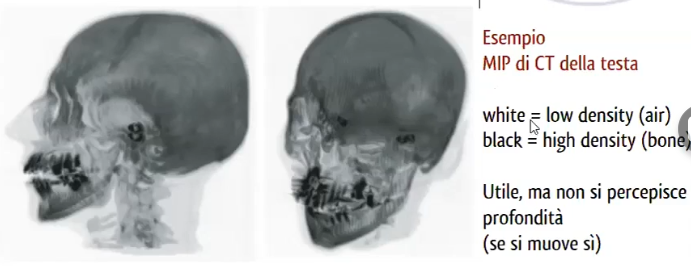 Esempio
MIP di CT della testa
white = low density (air)
black = high density (bone)
Utile, ma non si percepisce
profondità
(se si muove sì)